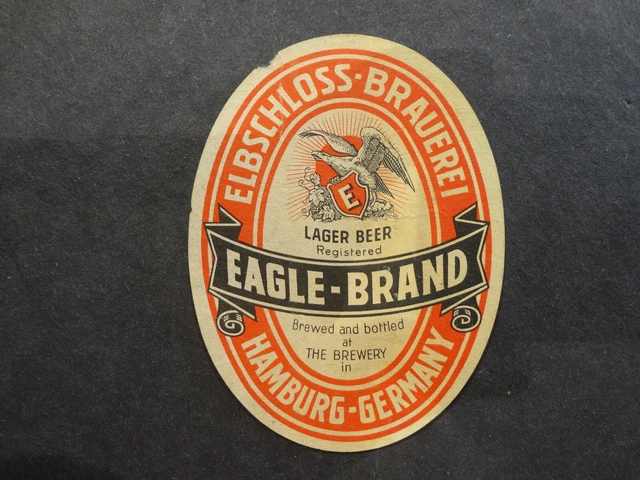 ELBSCHLOSS-BRAUEREI
E
LAGER BEER
Registered
EAGLE-BRAND
Brewed and bottled
at
THE BREWERY
in
HAMBURG-GERMANY